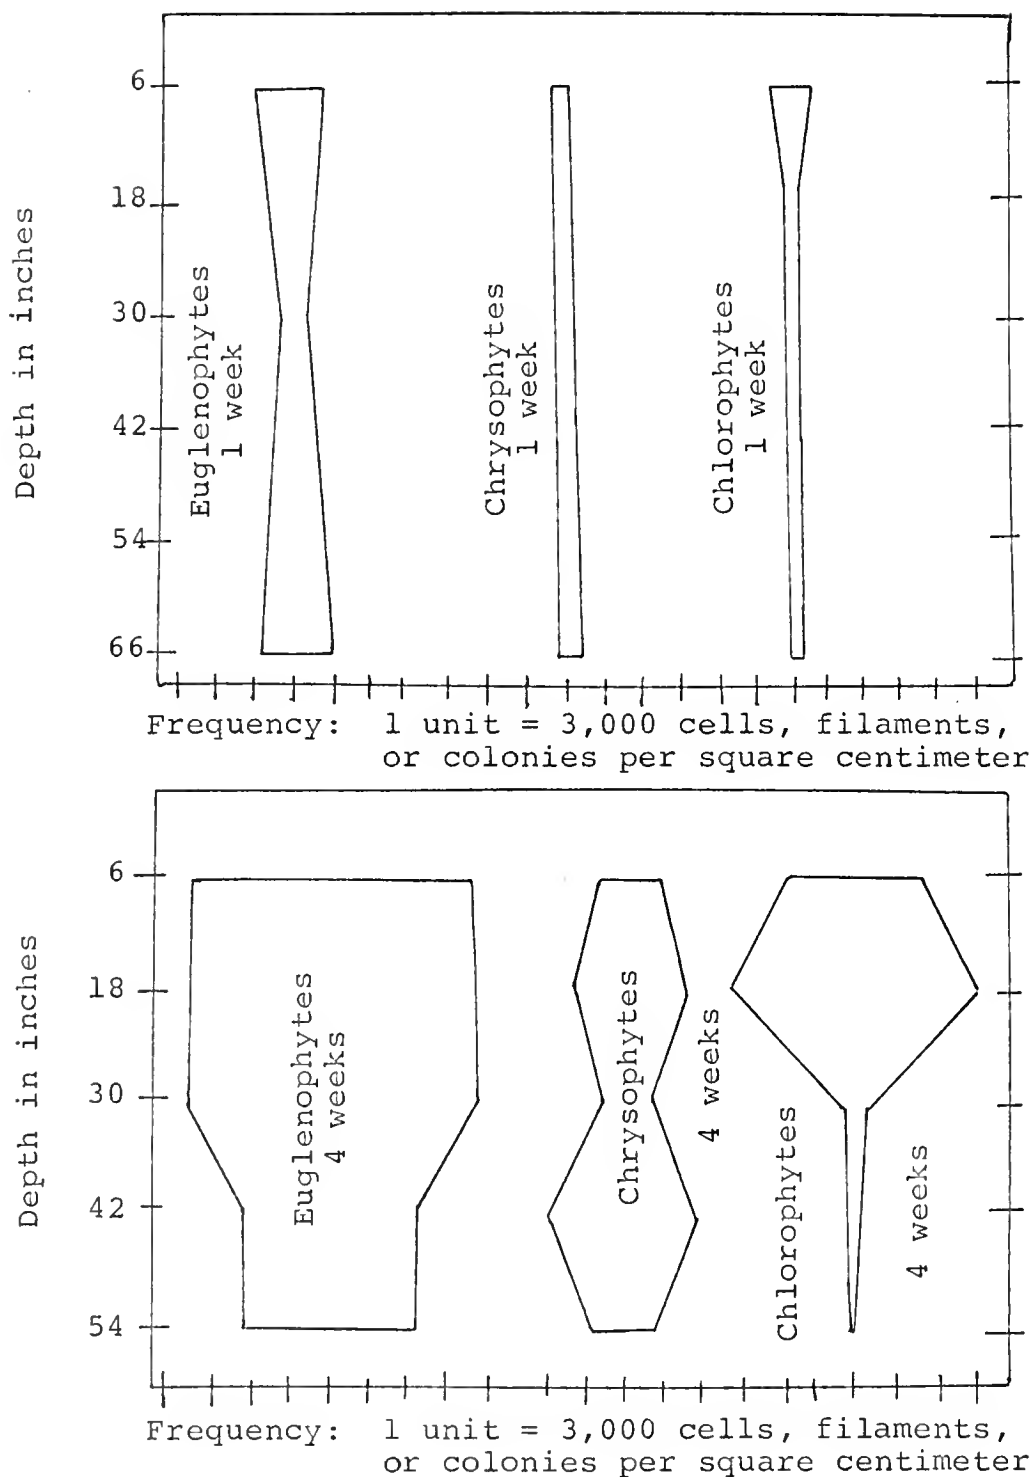 6
18
30
42
54
66
Depth in inches
Euglenophytes
1 week
Chrysophytes
1 week
Chlorophytes
1 week
Frequency: 1 unit = 3,000 cells, filaments,
or colonies per square centimeter
6
18
30
42
54
Depth in inches
Euglenophytes
4 weeks
Chrysophytes
4 weeks
Chlorophytes
4 weeks
Frequency: 1 unit = 3,000 cells, filaments,
or colonies per square centimeter